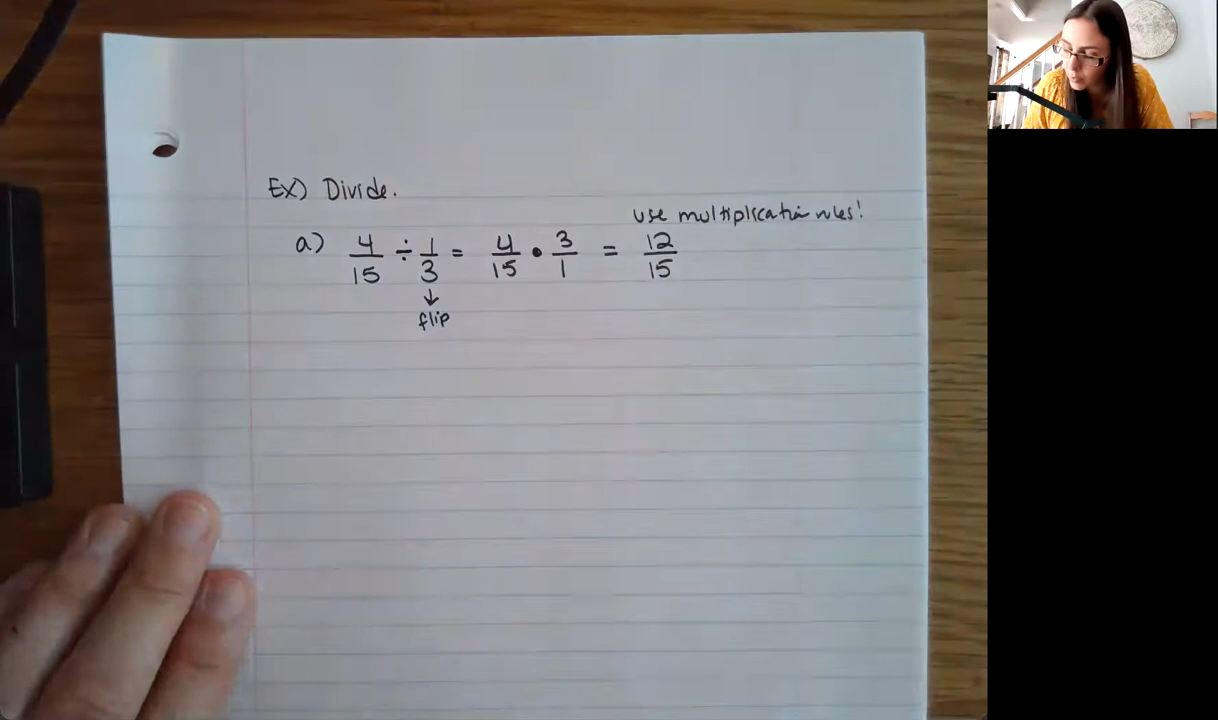 Ex) Divide.
use multiplication rules!
a) 4/15 ÷ 1/3 = 4/15 • 3/1 = 12/15
↓
flip